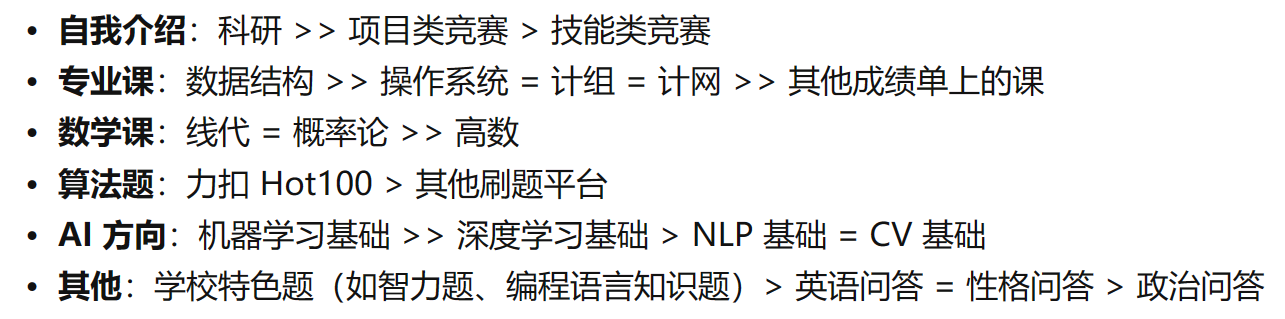 • 自我介绍：科研 >> 项目类竞赛 > 技能类竞赛
• 专业课：数据结构 >> 操作系统 = 计组 = 计网 >> 其他成绩单上的课
• 数学课：线代 = 概率论 >> 高数
• 算法题：力扣 Hot100 > 其他刷题平台
• AI 方向：机器学习基础 >> 深度学习基础 > NLP 基础 = CV 基础
• 其他：学校特色题（如智力题、编程语言知识题）> 英语问答 = 性格问答 > 政治问答